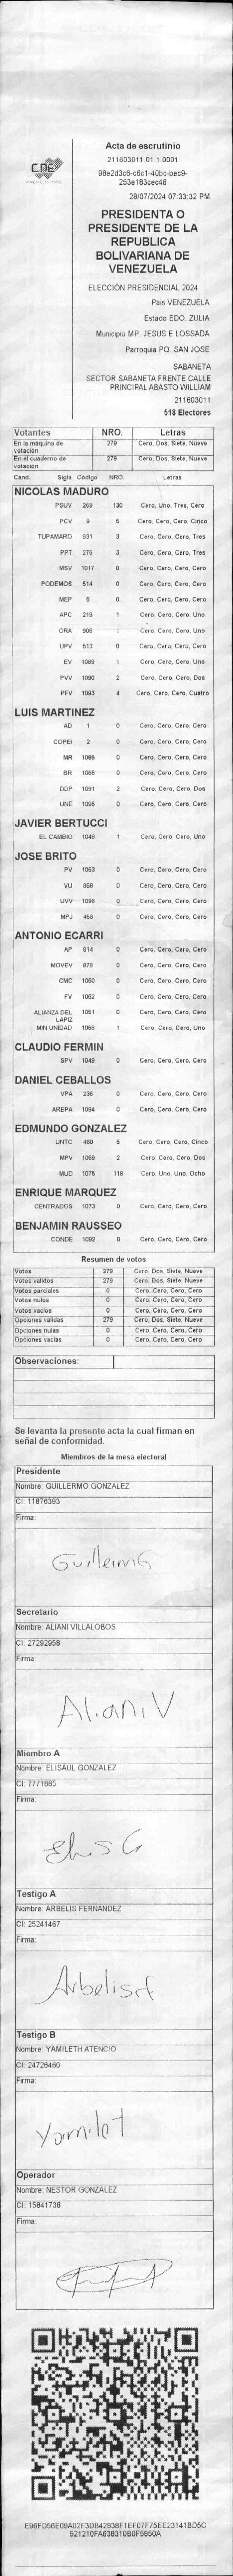 CNE
Acta de escrutinio
211603011.01.1.0001
28/07/2024 07:33:32 PM
PRESIDENTA O
PRESIDENTE DE LA
REPUBLICA
BOLIVARIANA DE
VENEZUELA
ELECCIÓN PRESIDENCIAL 2024
Pais VENEZUELA
Estado EDO. ZULIA
Municipio MP. JESUS E LOSSADA
Parroquia PQ. SAN JOSE
SABANETA
SECTOR SABANETA FRENTE CALLE
PRINCIPAL ABASTO WILLIAM
211603011
518 Electores
Votantes NRO. Letras
En la máquina de votación 279 Cero, Dos, Siete, Nueve
En el cuaderno de votación 279 Cero, Dos, Siete, Nueve
Cand. Sigla Código NRO. Letras
NICOLAS MADURO
PSUV 269 130 Cero, Uno, Tres, Cero
PCV 9 Cero, Cero, Cero, Cinco
TUPAMARO 931 3 Cero, Cero, Cero, Tres
PPT 276 3 Cero, Cero, Cero, Tres
MSV 1017 0 Cero, Cero, Cero, Cero
PODEMOS 514 0 Cero, Cero, Cero, Cero
MEP 6 0 Cero, Cero, Cero, Cero
APC 219 1 Cero, Cero, Cero, Uno
ORA 906 1 Cero, Cero, Cero, Uno
UPV 613 0 Cero, Cero, Cero, Cero
EV 1089 1 Cero, Cero, Cero, Uno
PVV 1090 2 Cero, Cero, Cero, Dos
PFV 1093 4 Cero, Cero, Cero, Cuatro
LUIS MARTINEZ
AD 1 0 Cero, Cero, Cero, Cero
COPEI 2 0 Cero, Cero, Cero, Cero
MR 1065 0 Cero, Cero, Cero, Cero
BR 1066 0 Cero, Cero, Cero, Cero
DDP 1091 2 Cero, Cero, Cero, Dos
UNE 1095 0 Cero, Cero, Cero, Cero
JAVIER BERTUCCI
EL CAMBIO 1048 1 Cero, Cero, Cero, Uno
JOSE BRITO
PV 1053 0 Cero, Cero, Cero, Cero
VU 868 0 Cero, Cero, Cero, Cero
UVV 1096 0 Cero, Cero, Cero, Cero
MPJ 458 0 Cero, Cero, Cero, Cero
ANTONIO ECARRI
AP 814 0 Cero, Cero, Cero, Cero
MOVEV 878 0 Cero, Cero, Cero, Cero
CMC 1050 0 Cero, Cero, Cero, Cero
FV 1062 0 Cero, Cero, Cero, Cero
ALIANZA DEL LAPIZ 1051 0 Cero, Cero, Cero, Cero
MIN UNIDAD 1068 1 Cero, Cero, Cero, Uno
CLAUDIO FERMIN
SPV 1049 0 Cero, Cero, Cero, Cero
DANIEL CEBALLOS
VPA 236 0 Cero, Cero, Cero, Cero
AREPA 1094 0 Cero, Cero, Cero, Cero
EDMUNDO GONZALEZ
UNTC 460 5 Cero, Cero, Cero, Cinco
MPV 1069 2 Cero, Cero, Cero, Dos
MUD 1075 118 Cero, Uno, Uno, Ocho
ENRIQUE MARQUEZ
CENTRADOS 1073 0 Cero, Cero, Cero, Cero
BENJAMIN RAUSSEO
CONDE 1092 0 Cero, Cero, Cero, Cero
Resumen de votos
Votos 279 Cero, Dos, Siete, Nueve
Votos validos 279 Cero, Dos, Siete, Nueve
Votos parciales 0 Cero, Cero, Cero, Cero
Votos nulos 0 Cero, Cero, Cero, Cero
Votos vacios 0 Cero, Cero, Cero, Cero
Opciones validas 279 Cero, Dos, Siete, Nueve
Opciones nulas 0 Cero, Cero, Cero, Cero
Opciones vacias 0 Cero, Cero, Cero, Cero
Observaciones:
Se levanta la presente acta la cual firman en
señal de conformidad.
Miembros de la mesa electoral
Presidente
Nombre: GUILLERMO GONZALEZ
CI: 11876393
Firma:
GuillermG
Secretario
Nombre: ALIANI VILLALOBOS
CI: 27292958
Firma:
Aliani V
Miembro A
Nombre: ELISAUL GONZALEZ
CI: 7771885
Firma:
Testigo A
Nombre: ARBELIS FERNANDEZ
CI: 25241467
Firma:
Testigo B
Nombre: YAMILETH ATENCIO
CI: 24726460
Firma:
Yamilet
Operador
Nombre: NESTOR GONZALEZ
CI: 15841738
Firma: